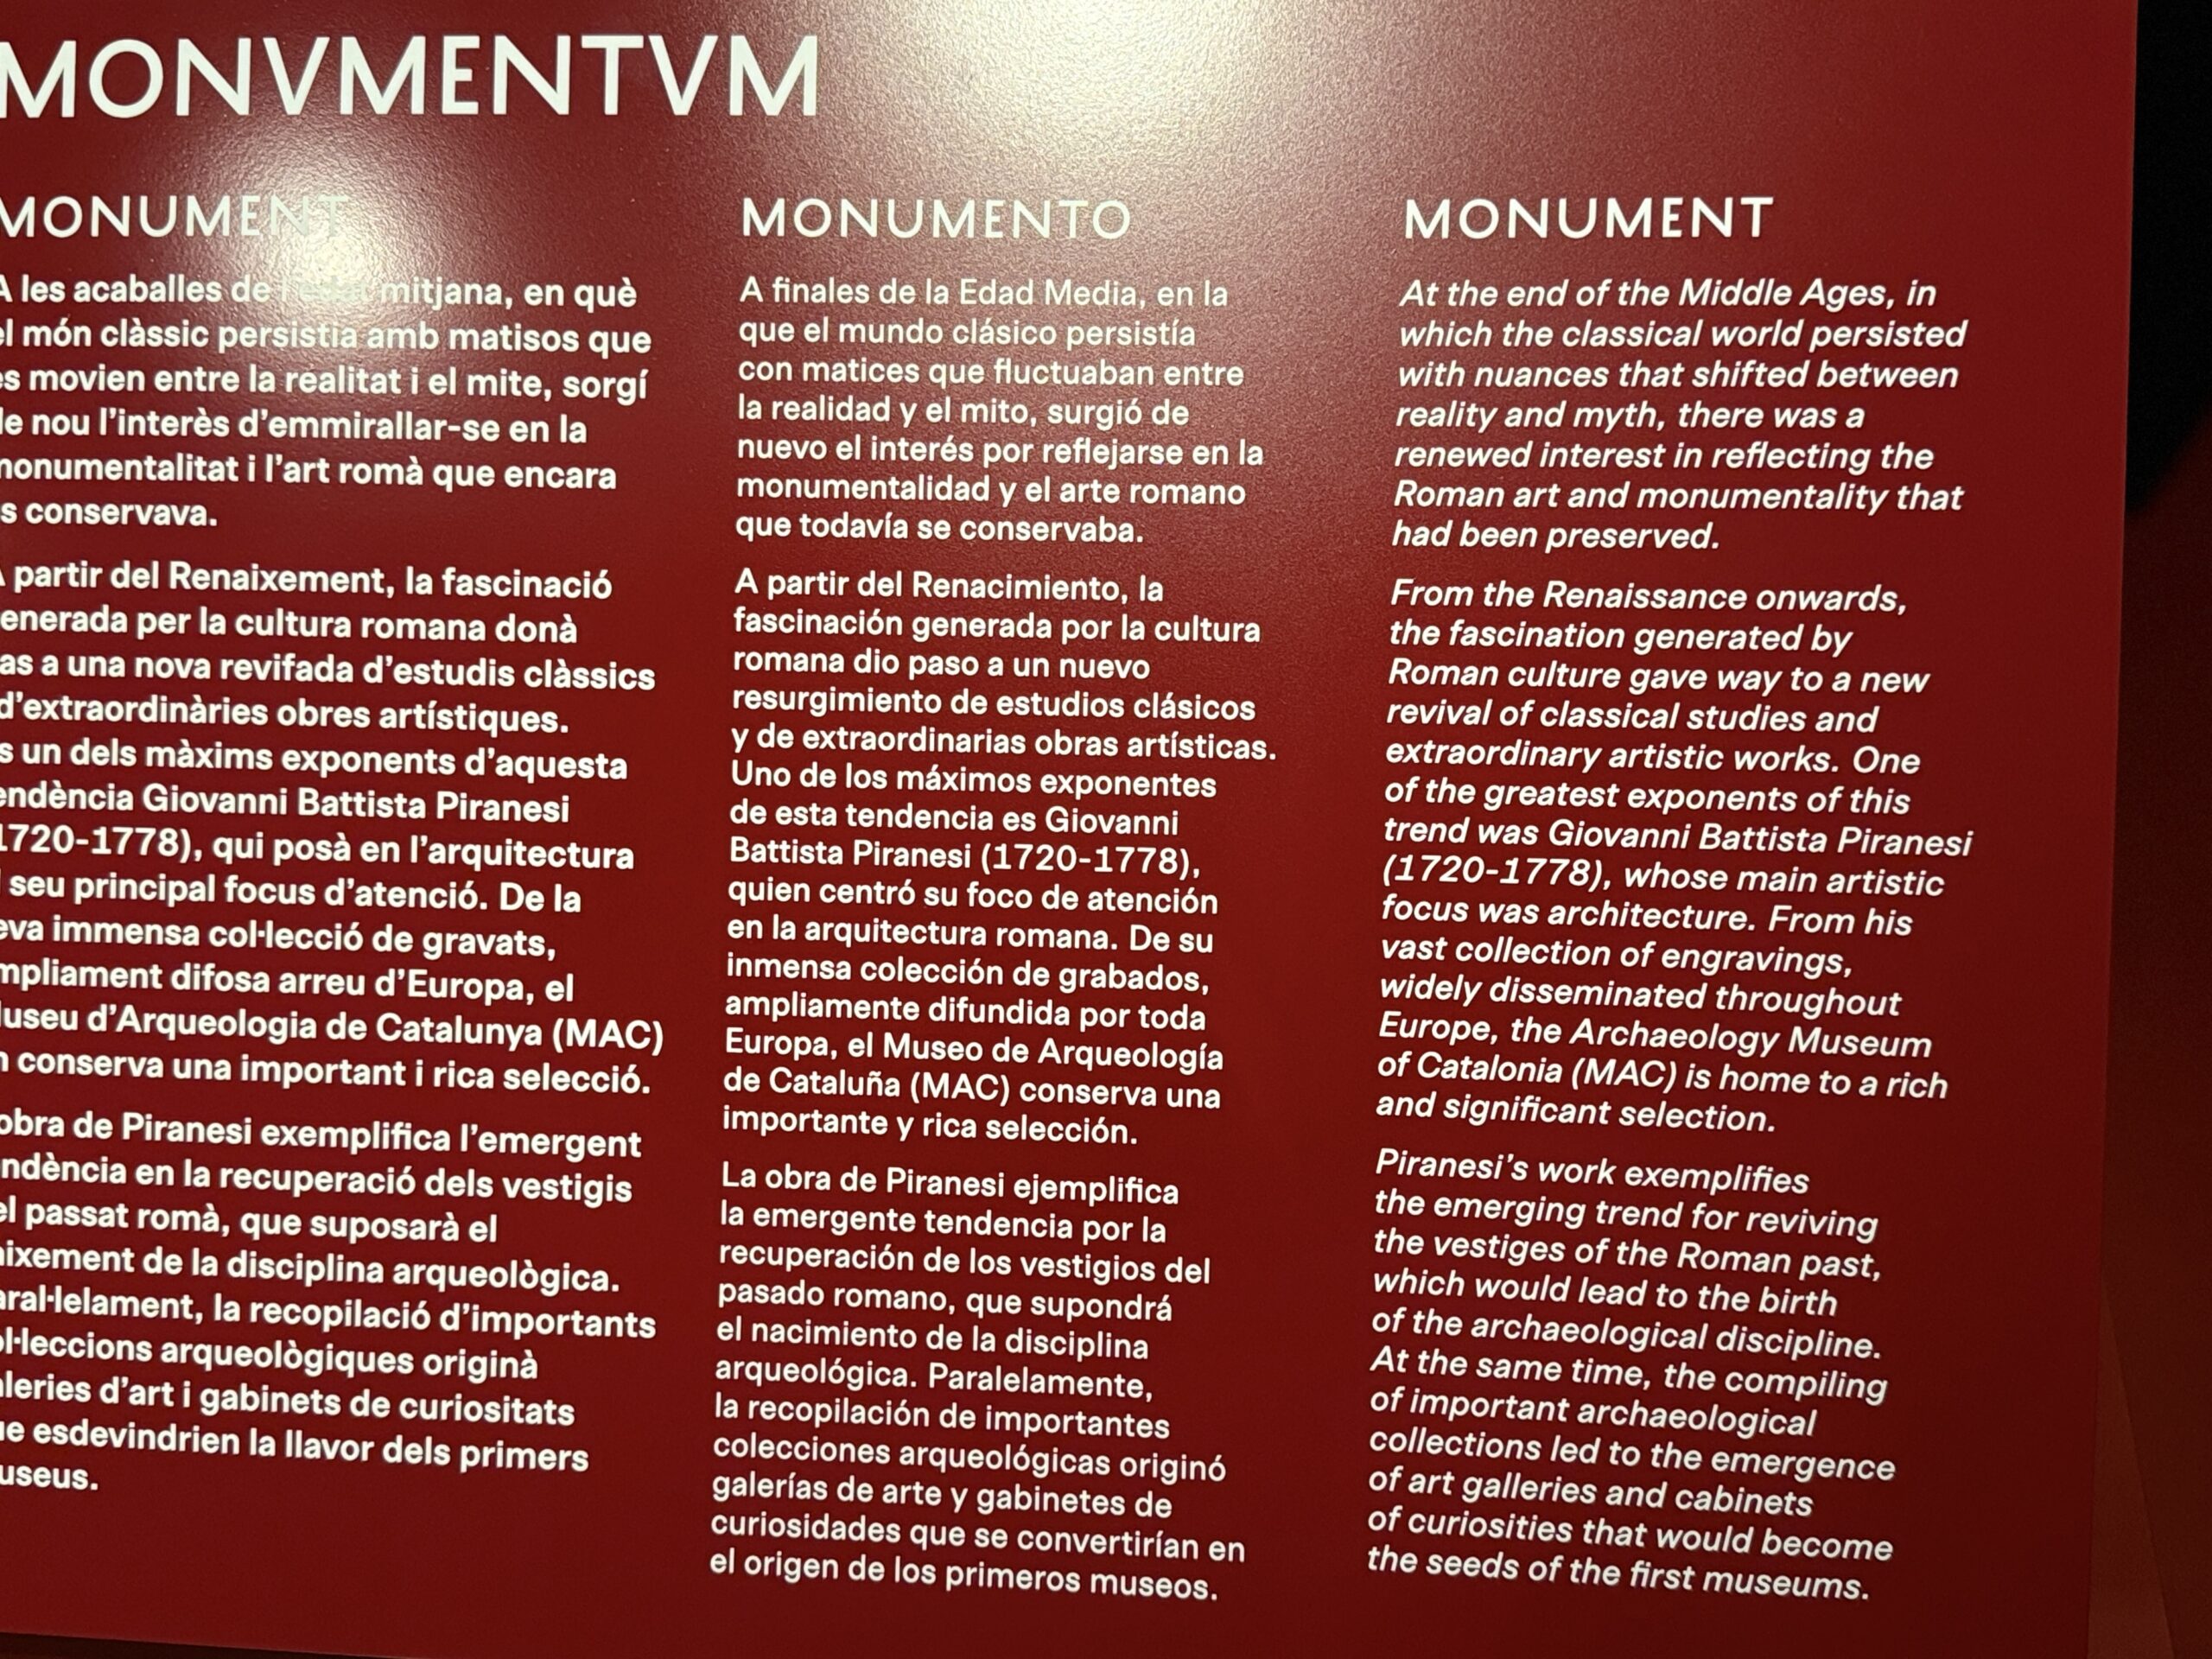 MONVMENTVM
MONUMENT
A les acaballes de l'edat mitjana, en què
el món clàssic persistia amb matisos que
es movien entre la realitat i el mite, sorgí
de nou l'interès d'emmirallar-se en la
monumentalitat i l'art romà que encara
s conservava.
A partir del Renaixement, la fascinació
enerada per la cultura romana donà
as a una nova revifada d'estudis clàssics
d'extraordinàries obres artístiques.
s un dels màxims exponents d'aquesta
endència Giovanni Battista Piranesi
1720-1778), qui posà en l'arquitectura
l seu principal focus d'atenció. De la
eva immensa col·lecció de gravats,
mpliament difosa arreu d'Europa, el
Museu d'Arqueologia de Catalunya (MAC)
n conserva una important i rica selecció.
obra de Piranesi exemplifica l'emergent
ndència en la recuperació dels vestigis
el passat romà, que suposarà el
aixement de la disciplina arqueològica.
aral·lelament, la recopilació d'importants
ol·leccions arqueològiques originà
aleries d'art i gabinets de curiositats
ue esdevindrien la llavor dels primers
useus.
MONUMENTO
A finales de la Edad Media, en la
que el mundo clásico persistía
con matices que fluctuaban entre
la realidad y el mito, surgió de
nuevo el interés por reflejarse en la
monumentalidad y el arte romano
que todavía se conservaba.
A partir del Renacimiento, la
fascinación generada por la cultura
romana dio paso a un nuevo
resurgimiento de estudios clásicos
y de extraordinarias obras artísticas.
Uno de los máximos exponentes
de esta tendencia es Giovanni
Battista Piranesi (1720-1778),
quien centró su foco de atención
en la arquitectura romana. De su
inmensa colección de grabados,
ampliamente difundida por toda
Europa, el Museo de Arqueología
de Cataluña (MAC) conserva una
importante y rica selección.
La obra de Piranesi ejemplifica
la emergente tendencia por la
recuperación de los vestigios del
pasado romano, que supondrá
el nacimiento de la disciplina
arqueológica. Paralelamente,
la recopilación de importantes
colecciones arqueológicas originó
galerías de arte y gabinetes de
curiosidades que se convertirían en
el origen de los primeros museos.
MONUMENT
At the end of the Middle Ages, in
which the classical world persisted
with nuances that shifted between
reality and myth, there was a
renewed interest in reflecting the
Roman art and monumentality that
had been preserved.
From the Renaissance onwards,
the fascination generated by
Roman culture gave way to a new
revival of classical studies and
extraordinary artistic works. One
of the greatest exponents of this
trend was Giovanni Battista Piranesi
(1720-1778), whose main artistic
focus was architecture. From his
vast collection of engravings,
widely disseminated throughout
Europe, the Archaeology Museum
of Catalonia (MAC) is home to a rich
and significant selection.
Piranesi's work exemplifies
the emerging trend for reviving
the vestiges of the Roman past,
which would lead to the birth
of the archaeological discipline.
At the same time, the compiling
of important archaeological
collections led to the emergence
of art galleries and cabinets
of curiosities that would become
the seeds of the first museums.